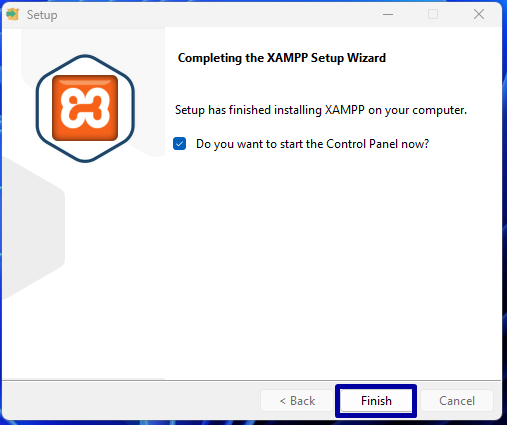 Setup
Completing the XAMPP Setup Wizard
Setup has finished installing XAMPP on your computer.
Do you want to start the Control Panel now?
< Back
Finish
Cancel